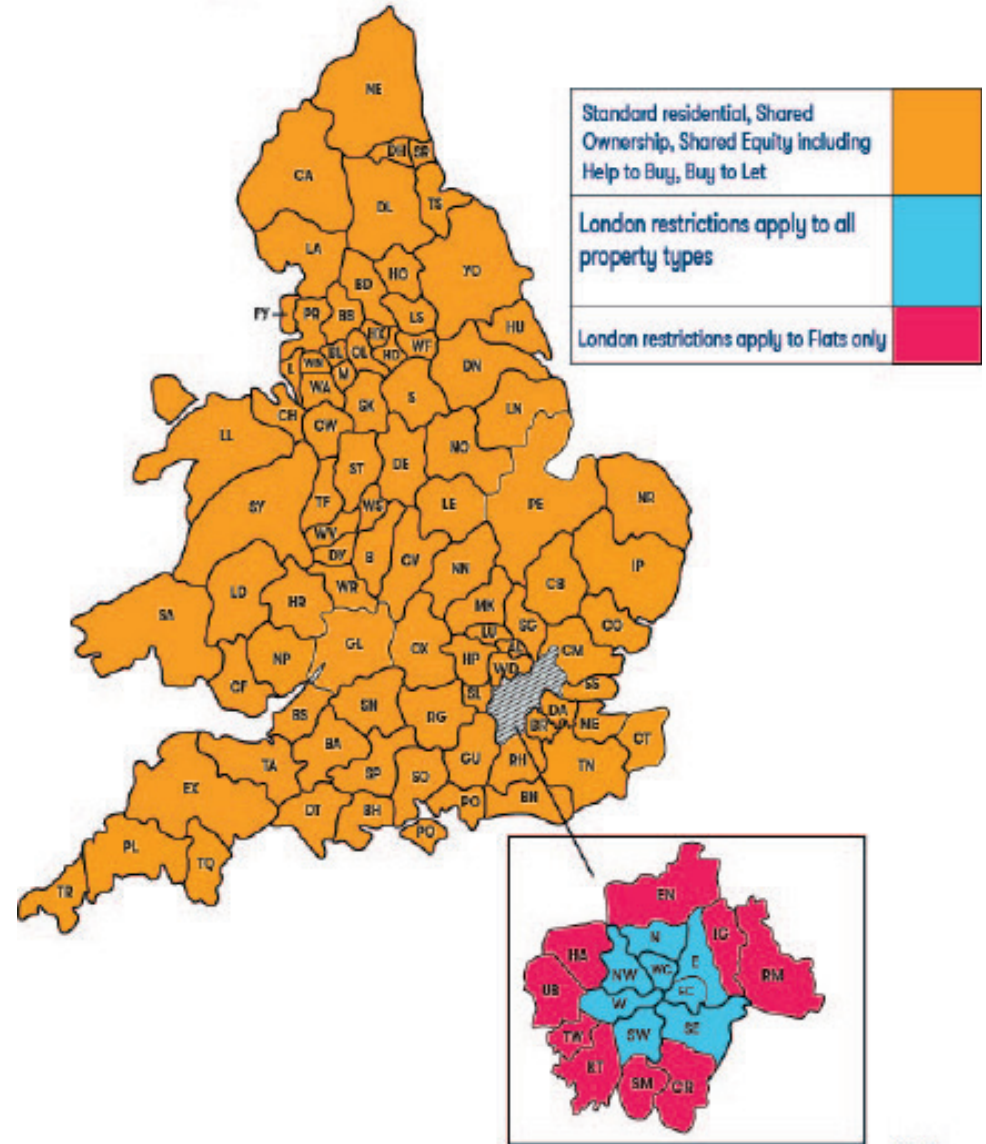 NE
Standard residential, Shared
Ownership, Shared Equity including
Help to Buy, Buy to Let
London restrictions apply to all
property types
London restrictions apply to Flats only
DH
SR
CA
DL
TS
LA
BD
HO
YO
FY
PR
BB
LS
HU
HX
L
WN
BL
OL
HD
WF
M
WA
DN
SK
S
CH
CW
LN
LL
ST
DE
NO
SY
TF
WS
LE
PE
NR
WV
DY
B
CV
NN
CB
IP
LD
HR
WR
MK
SG
CO
SA
GL
OX
LU
AL
CM
NP
HP
WD
CF
SL
SS
BS
SN
RG
DA
BR
ME
CT
BA
GU
RH
TN
TA
SP
SO
EX
DT
BH
PO
BN
PO
PL
TQ
TR
EN
N
IG
HA
E
NW
WC
RM
UB
EC
W
SW
SE
TW
KT
SM
CR